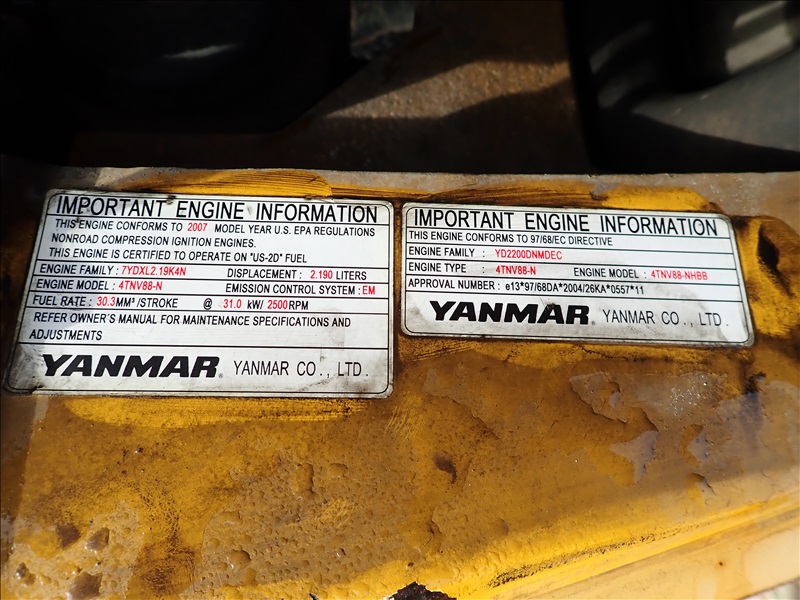 IMPORTANT ENGINE INFORMATION
THIS ENGINE CONFORMS TO 2007 MODEL YEAR U.S. EPA REGULATIONS
NONROAD COMPRESSION IGNITION ENGINES.
THIS ENGINE IS CERTIFIED TO OPERATE ON "US-2D" FUEL
ENGINE FAMILY : 7YDXL2.19K4N DISPLACEMENT : 2.190 LITERS
ENGINE MODEL : 4TNV88-N EMISSION CONTROL SYSTEM : EM
FUEL RATE : 30.3MM³/STROKE @ 31.0 kW/ 2500RPM
REFER OWNER'S MANUAL FOR MAINTENANCE SPECIFICATIONS AND
ADJUSTMENTS
YANMAR YANMAR CO., LTD.
IMPORTANT ENGINE INFORMATION
THIS ENGINE CONFORMS TO 97/68/EC DIRECTIVE
ENGINE FAMILY : YD2200DNMDEC
ENGINE TYPE : 4TNV88-N ENGINE MODEL : 4TNV88-NHBB
APPROVAL NUMBER : e13*97/68DA*2004/26KA*0557*11
YANMAR YANMAR CO., LTD.